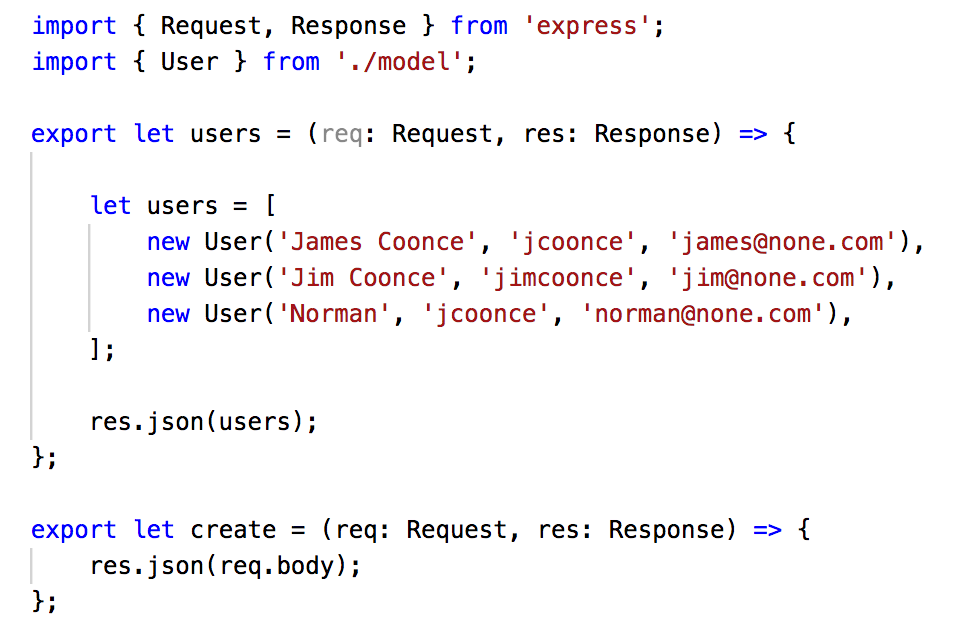 import { Request, Response } from 'express';
import { User } from './model';

export let users = (req: Request, res: Response) => {

    let users = [
        new User('James Coonce', 'jcoonce', 'james@none.com'),
        new User('Jim Coonce', 'jimcoonce', 'jim@none.com'),
        new User('Norman', 'jcoonce', 'norman@none.com'),
    ];

    res.json(users);
};

export let create = (req: Request, res: Response) => {
    res.json(req.body);
};